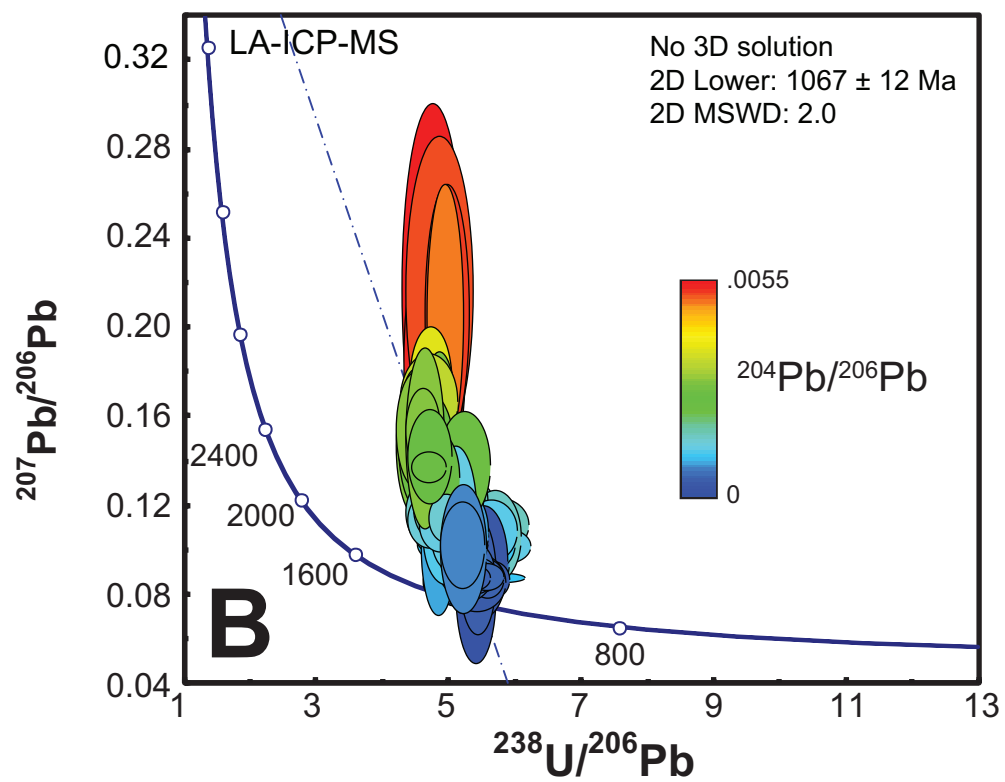 LA-ICP-MS
No 3D solution
2D Lower: 1067 ± 12 Ma
2D MSWD: 2.0
0.32
0.28
0.24
0.20
0.16
0.12
0.08
0.04
²⁰⁷Pb/²⁰⁶Pb
2400
2000
1600
800
.0055
²⁰⁴Pb/²⁰⁶Pb
0
B
1 3 5 7 9 11 13
²³⁸U/²⁰⁶Pb